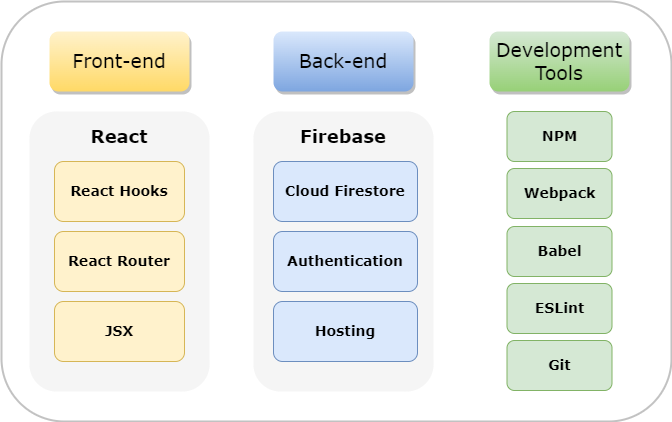 Front-end
Back-end
Development
Tools
React
React Hooks
React Router
JSX
Firebase
Cloud Firestore
Authentication
Hosting
NPM
Webpack
Babel
ESLint
Git